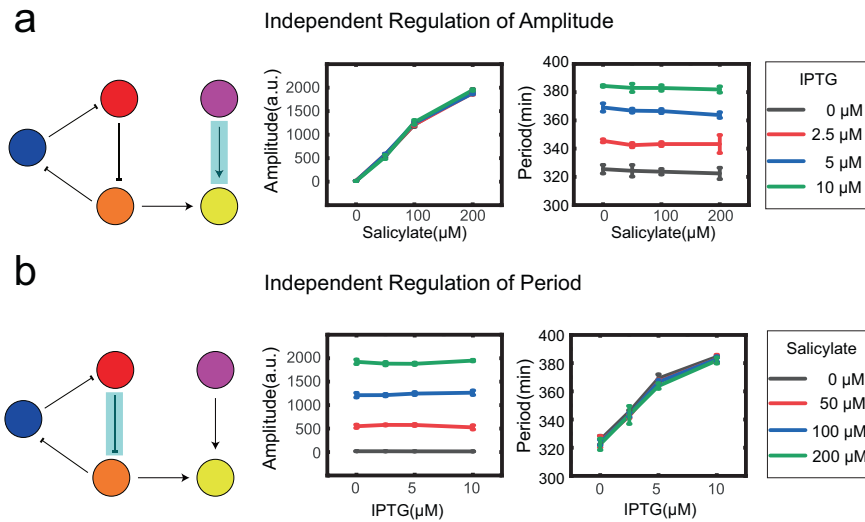 a
Independent Regulation of Amplitude
Amplitude(a.u.)
2000
1500
1000
500
0
0 100 200
Salicylate(µM)
Period(min)
400
380
360
340
320
300
0 100 200
Salicylate(µM)
IPTG
0 µM
2.5 µM
5 µM
10 µM
b
Independent Regulation of Period
Amplitude(a.u.)
2000
1500
1000
500
0
0 5 10
IPTG(µM)
Period(min)
400
380
360
340
320
300
0 5 10
IPTG(µM)
Salicylate
0 µM
50 µM
100 µM
200 µM